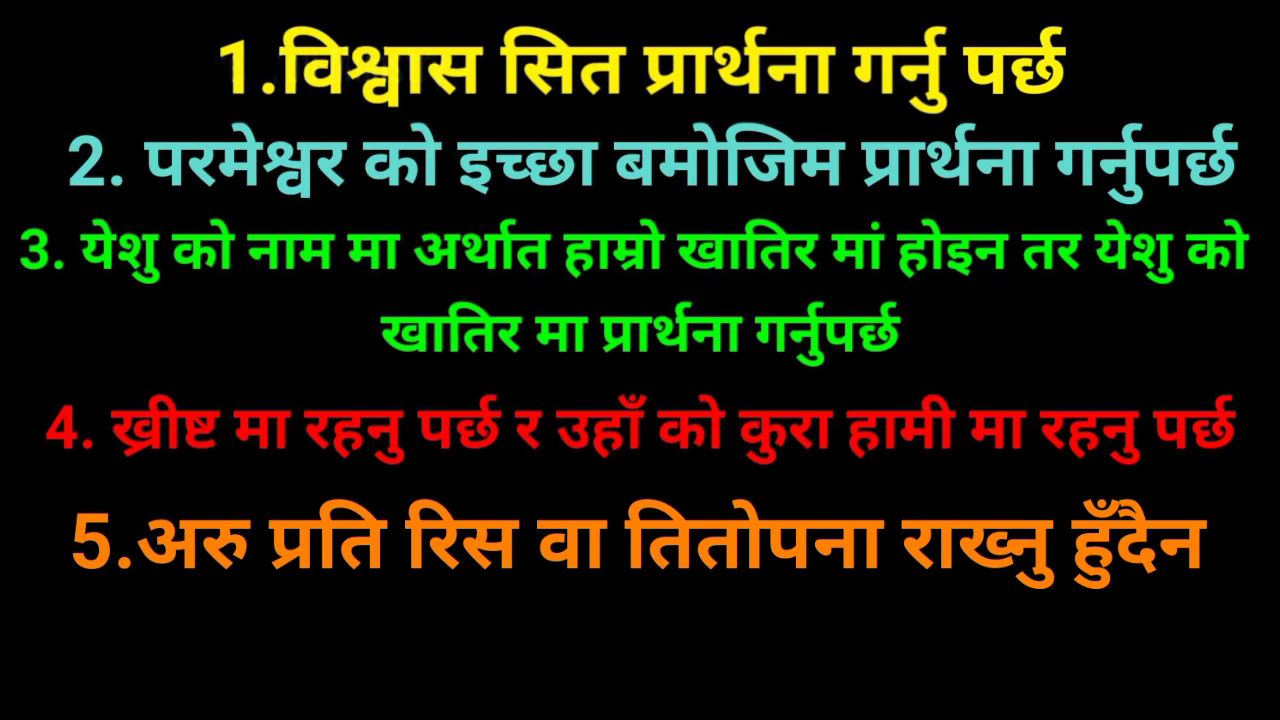 1.विश्वास सित प्रार्थना गर्नु पर्छ
2. परमेश्वर को इच्छा बमोजिम प्रार्थना गर्नुपर्छ
3. येशु को नाम मा अर्थात हाम्रो खातिर मां होइन तर येशु को
खातिर मा प्रार्थना गर्नुपर्छ
4. ख्रीष्ट मा रहनु पर्छ र उहाँ को कुरा हामी मा रहनु पर्छ
5.अरु प्रति रिस वा तितोपना राख्नु हुँदैन